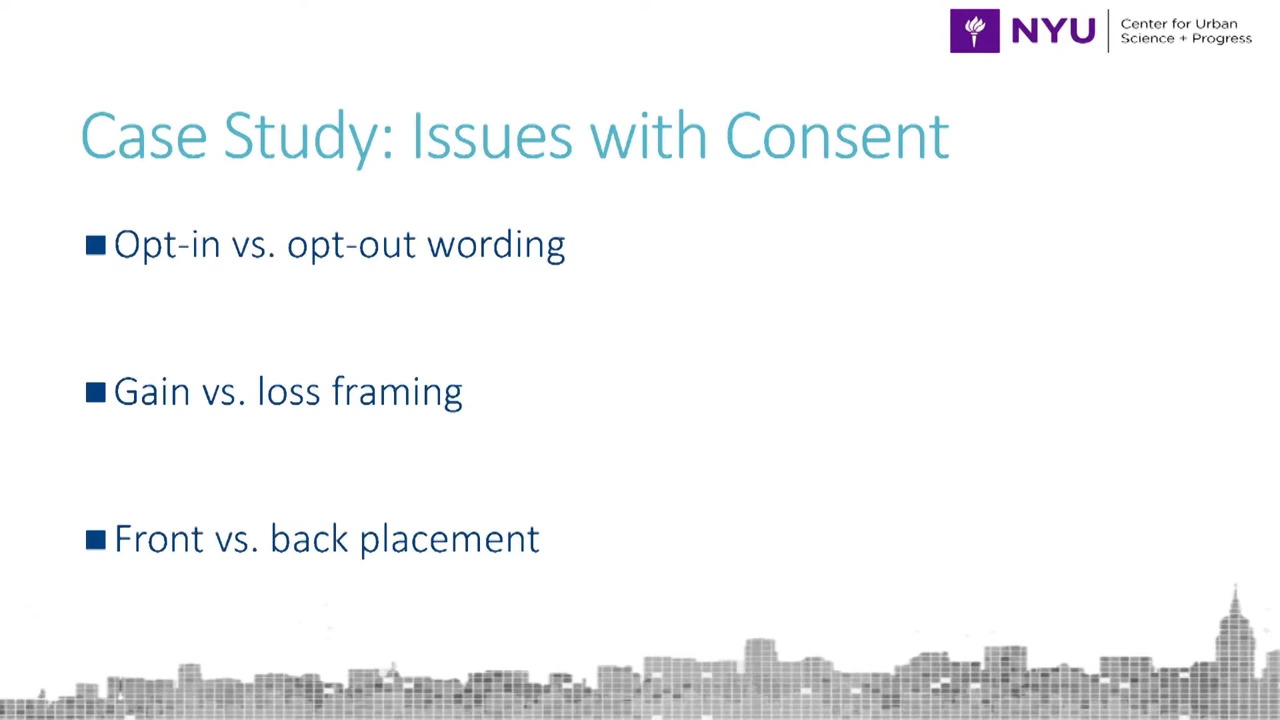 NYU
Center for Urban
Science + Progress
Case Study: Issues with Consent
Opt-in vs. opt-out wording
Gain vs. loss framing
Front vs. back placement